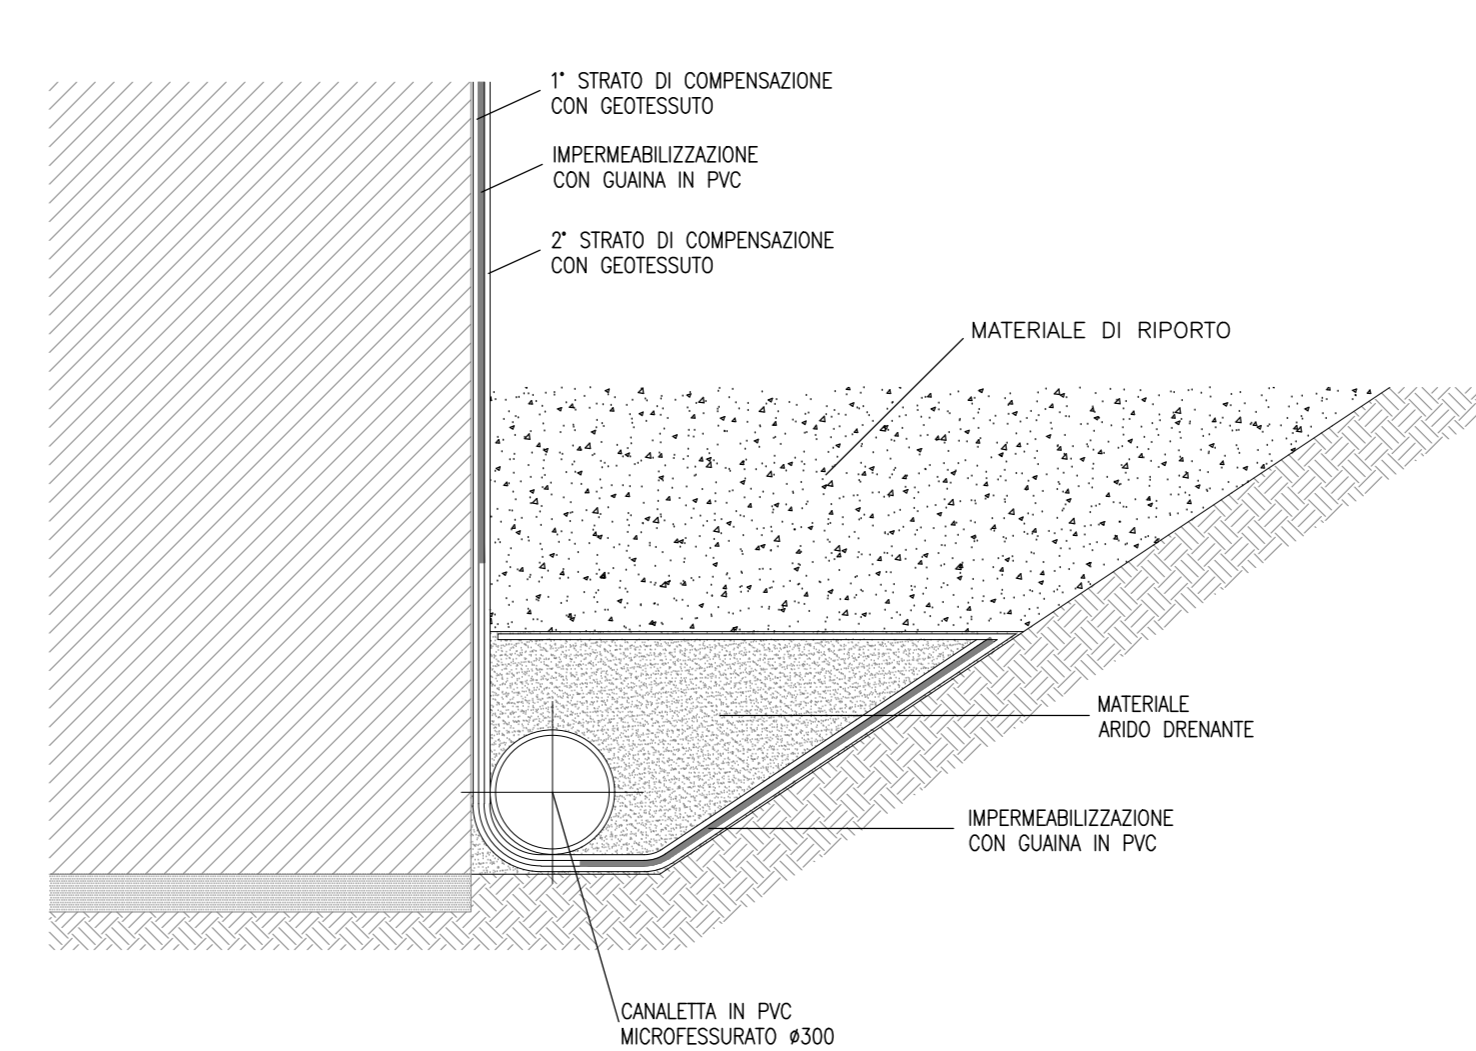 1° STRATO DI COMPENSAZIONE
CON GEOTESSUTO
IMPERMEABILIZZAZIONE
CON GUAINA IN PVC
2° STRATO DI COMPENSAZIONE
CON GEOTESSUTO
MATERIALE DI RIPORTO
MATERIALE
ARIDO DRENANTE
IMPERMEABILIZZAZIONE
CON GUAINA IN PVC
CANALETTA IN PVC
MICROFESSURATO ø300